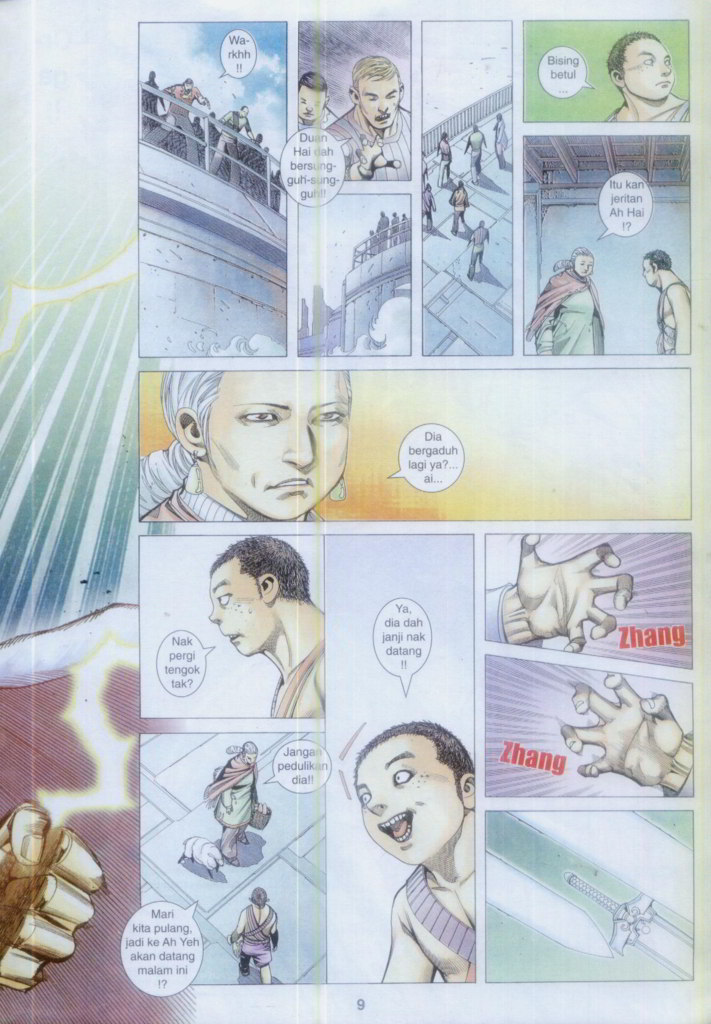 Wa-
rkhh
!!
Duan
Hai dah
bersung-
guh-sung-
guh!!
Bising
betul
...
Itu kan
jeritan
Ah Hai
!?
Dia
bergaduh
lagi ya?...
ai...
Nak
pergi
tengok
tak?
Ya,
dia dah
janji nak
datang
!!
Zhang
Zhang
Jangan
pedulikan
dia!!
Mari
kita pulang,
jadi ke Ah Yeh
akan datang
malam ini
!?
9